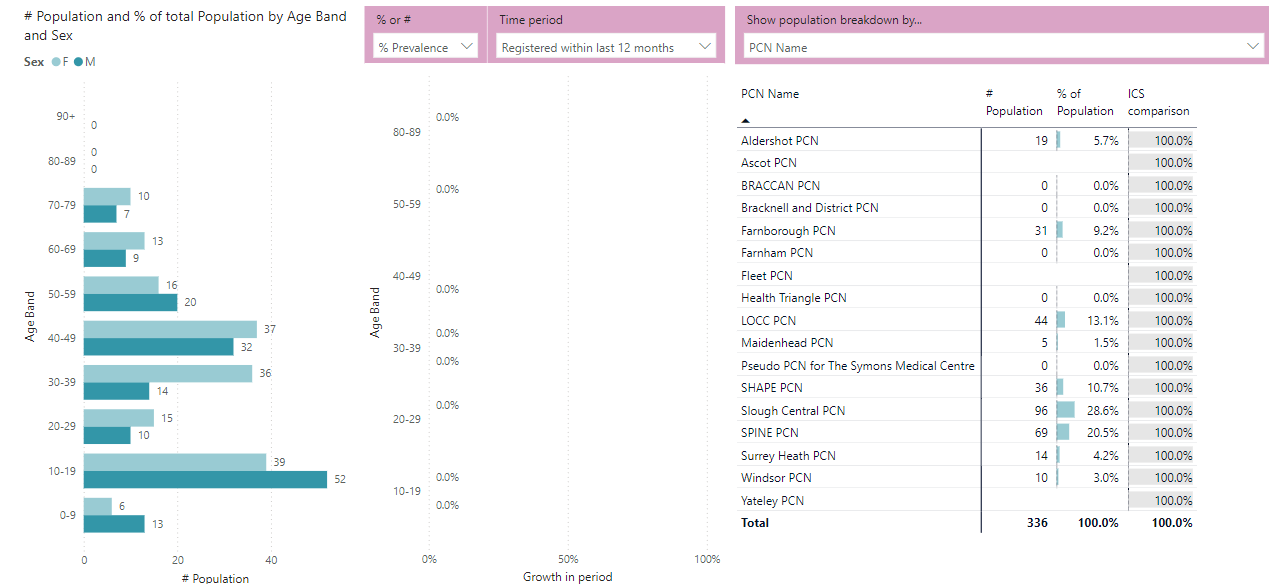 # Population and % of total Population by Age Band
and Sex
Sex F M
90+
0
80-89
0
0
70-79
10
7
60-69
13
9
50-59
16
20
40-49
37
32
30-39
36
14
20-29
15
10
10-19
39
52
0-9
6
13
Age Band
0 20 40
# Population
% or #
% Prevalence
Time period
Registered within last 12 months
80-89
0.0%
0.0%
50-59
40-49
0.0%
0.0%
30-39
0.0%
0.0%
20-29
0.0%
10-19
0.0%
Age Band
0% 50% 100%
Growth in period
Show population breakdown by...
PCN Name
PCN Name # Population % of Population ICS comparison
Aldershot PCN 19 5.7% 100.0%
Ascot PCN 100.0%
BRACCAN PCN 0 0.0% 100.0%
Bracknell and District PCN 0 0.0% 100.0%
Farnborough PCN 31 9.2% 100.0%
Farnham PCN 0 0.0% 100.0%
Fleet PCN 100.0%
Health Triangle PCN 0 0.0% 100.0%
LOCC PCN 44 13.1% 100.0%
Maidenhead PCN 5 1.5% 100.0%
Pseudo PCN for The Symons Medical Centre 0 0.0% 100.0%
SHAPE PCN 36 10.7% 100.0%
Slough Central PCN 96 28.6% 100.0%
SPINE PCN 69 20.5% 100.0%
Surrey Heath PCN 14 4.2% 100.0%
Windsor PCN 10 3.0% 100.0%
Yateley PCN 100.0%
Total 336 100.0% 100.0%